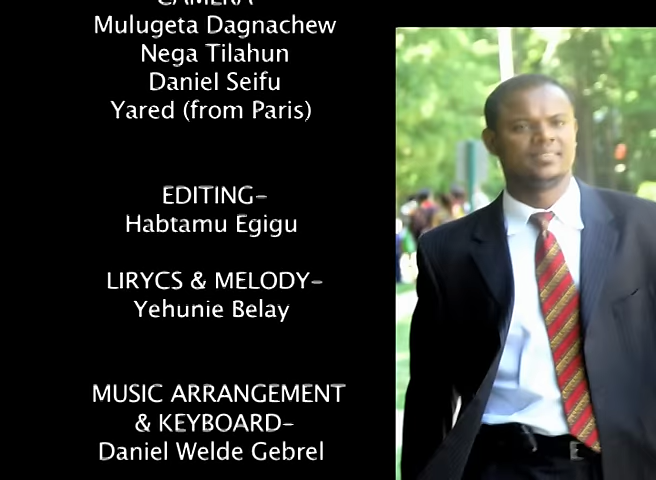 CAMERA
Mulugeta Dagnachew
Nega Tilahun
Daniel Seifu
Yared (from Paris)
EDITING-
Habtamu Egigu
LIRYCS & MELODY-
Yehunie Belay
MUSIC ARRANGEMENT
& KEYBOARD-
Daniel Welde Gebrel